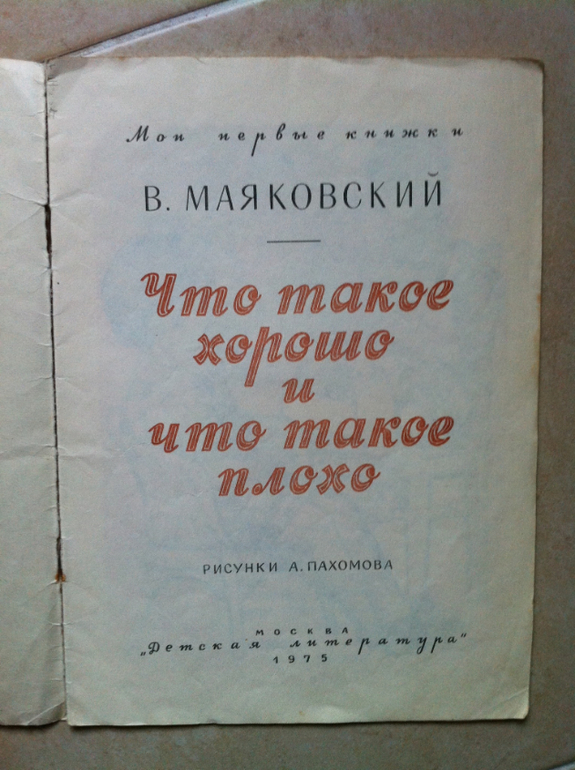 Мои первые книжки
В. МАЯКОВСКИЙ
Что такое
хорошо
и
что такое
плохо
РИСУНКИ А. ПАХОМОВА
МОСКВА
„Детская литература"
1975